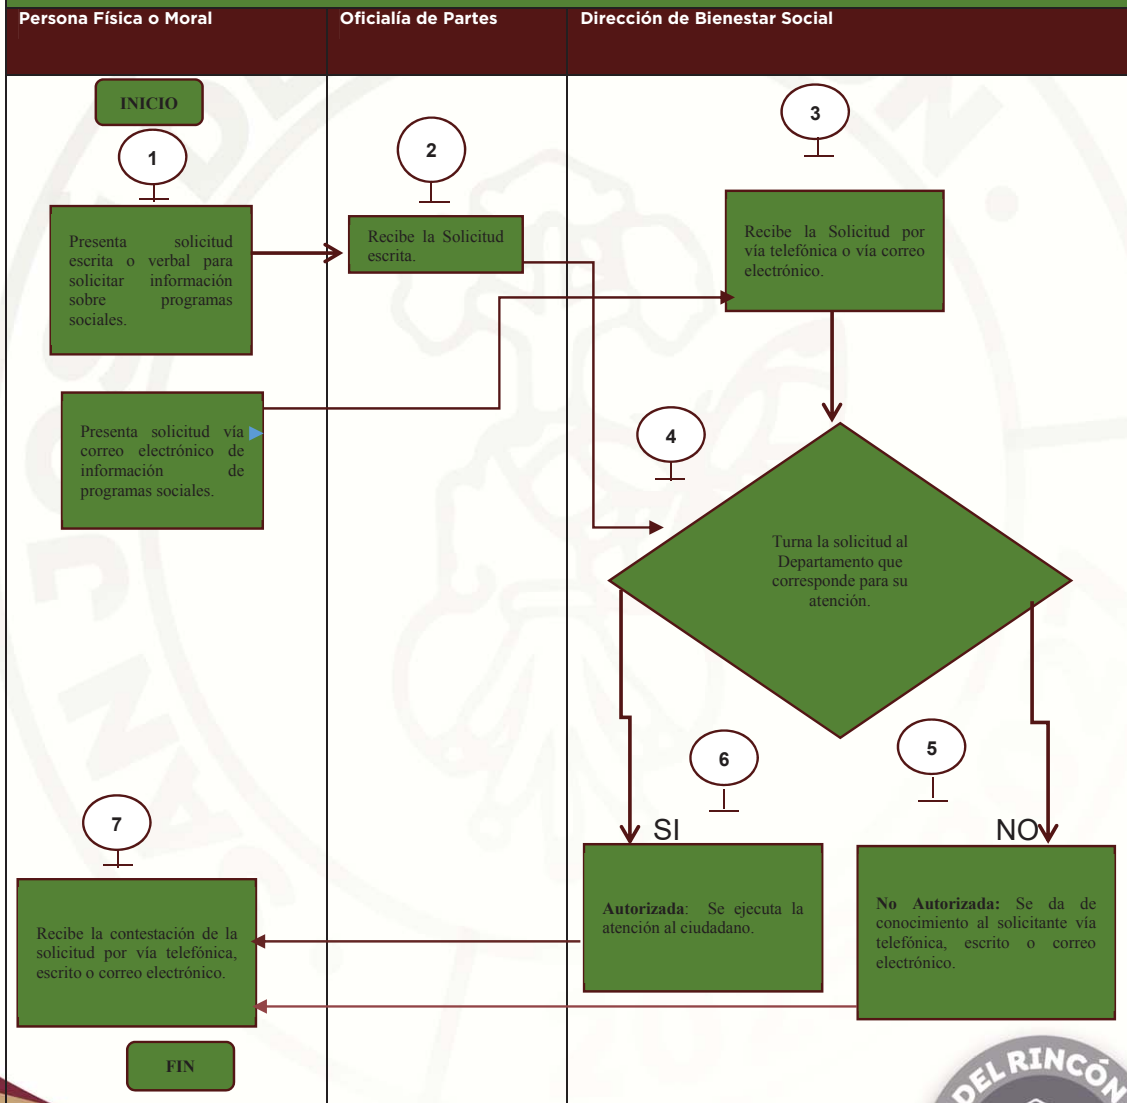 Persona Física o Moral
Oficialía de Partes
Dirección de Bienestar Social
INICIO
1
2
3
Presenta solicitud
escrita o verbal para
solicitar información
sobre programas
sociales.
Recibe la Solicitud
escrita.
Recibe la Solicitud por
vía telefónica o vía correo
electrónico.
Presenta solicitud vía
correo electrónico de
información de
programas sociales.
4
Turna la solicitud al
Departamento que
corresponde para su
atención.
6
5
SI
NO
7
Autorizada: Se ejecuta la
atención al ciudadano.
No Autorizada: Se da de
conocimiento al solicitante vía
telefónica, escrito o correo
electrónico.
Recibe la contestación de la
solicitud por vía telefónica,
escrito o correo electrónico.
FIN
DEL RINCÓN